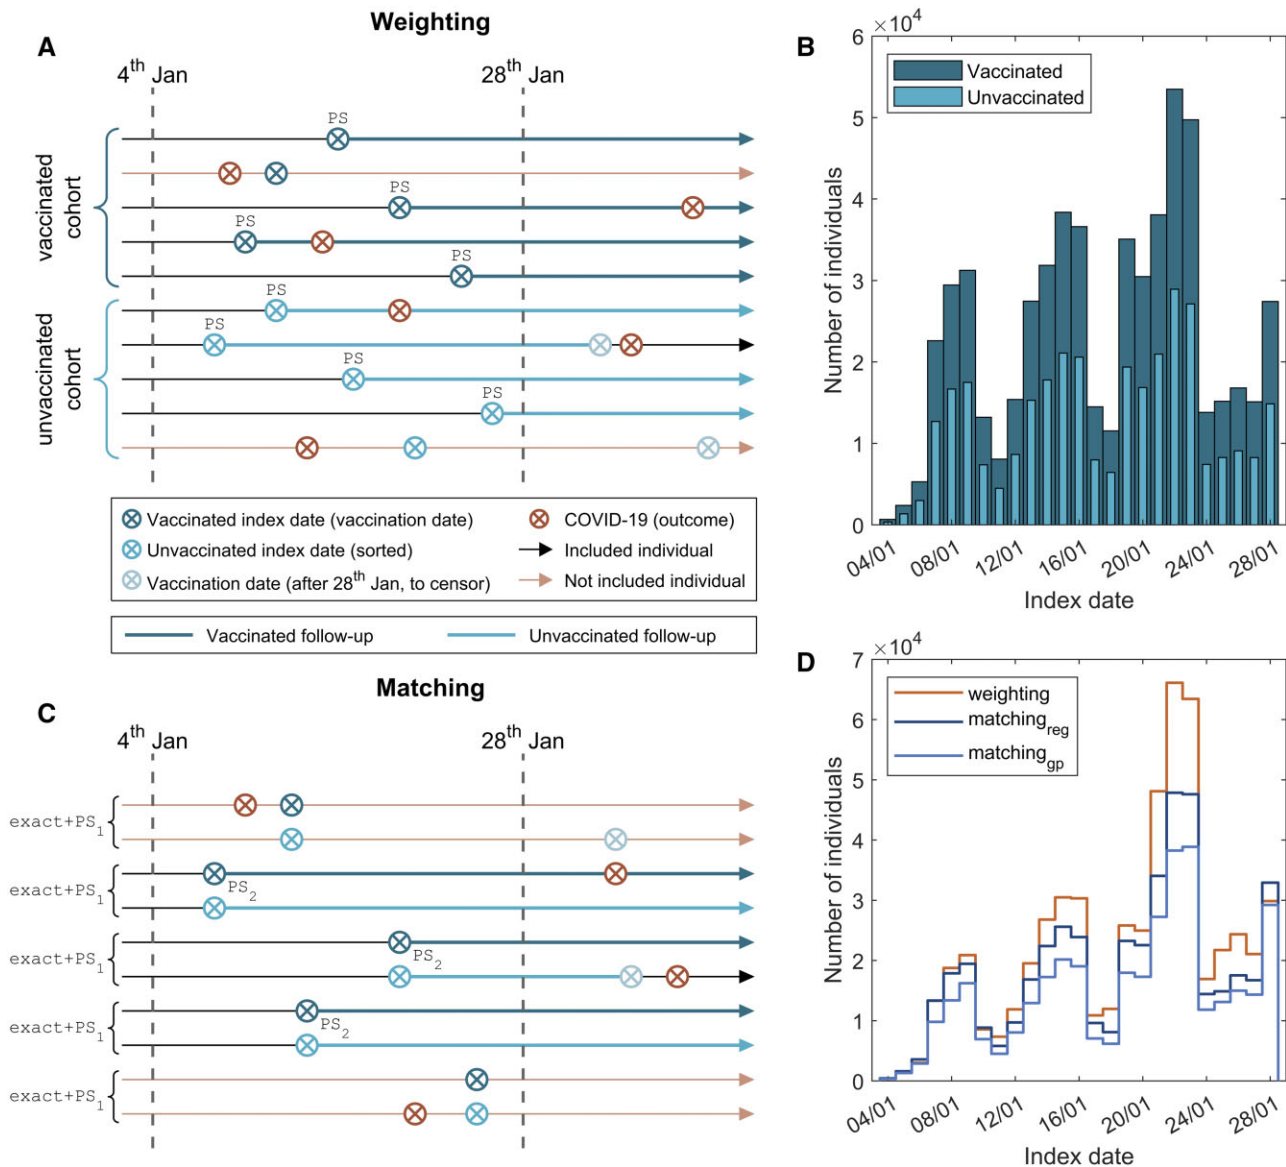 Weighting
A
4th Jan
28th Jan
PS
PS
PS
PS
vaccinated
cohort
PS
PS
PS
PS
unvaccinated
cohort
Vaccinated index date (vaccination date)
COVID-19 (outcome)
Unvaccinated index date (sorted)
Included individual
Vaccination date (after 28th Jan, to censor)
Not included individual
Vaccinated follow-up
Unvaccinated follow-up
B
×10⁴
Vaccinated
Unvaccinated
6
5
4
3
2
1
0
Number of individuals
04/01
08/01
12/01
16/01
20/01
24/01
28/01
Index date
Matching
C
4th Jan
28th Jan
exact+PS₁
exact+PS₁
PS₂
exact+PS₁
PS₂
exact+PS₁
PS₂
exact+PS₁
D
×10⁴
weighting
matching_reg
matching_gp
7
6
5
4
3
2
1
0
Number of individuals
04/01
08/01
12/01
16/01
20/01
24/01
28/01
Index date